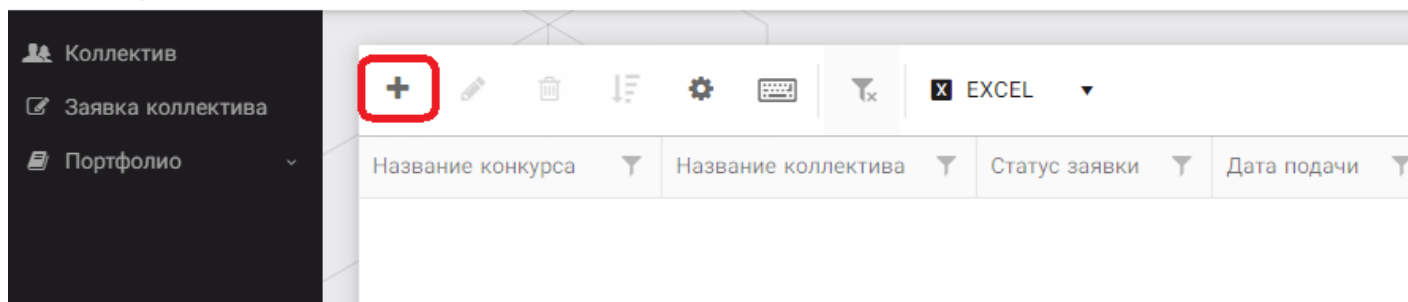 Коллектив
Заявка коллектива
Портфолио
X EXCEL
Название конкурса Название коллектива Статус заявки Дата подачи